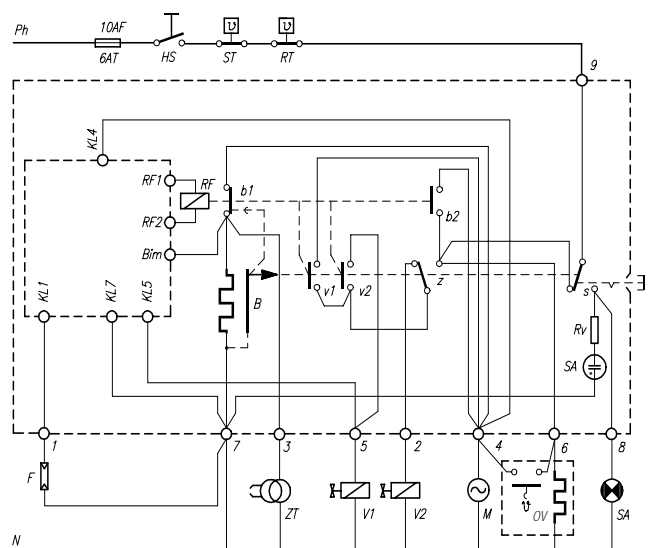 Ph
10AF
6AT
HS
ϑ
ST
ϑ
RT
9
KL4
RF1
RF
b1
RF2
b2
Bim
KL1
KL7
KL5
B
v1
v2
z
s
Rv
SA
1
7
3
5
2
4
6
8
F
ZT
V1
V2
M
ϑ
OV
SA
N